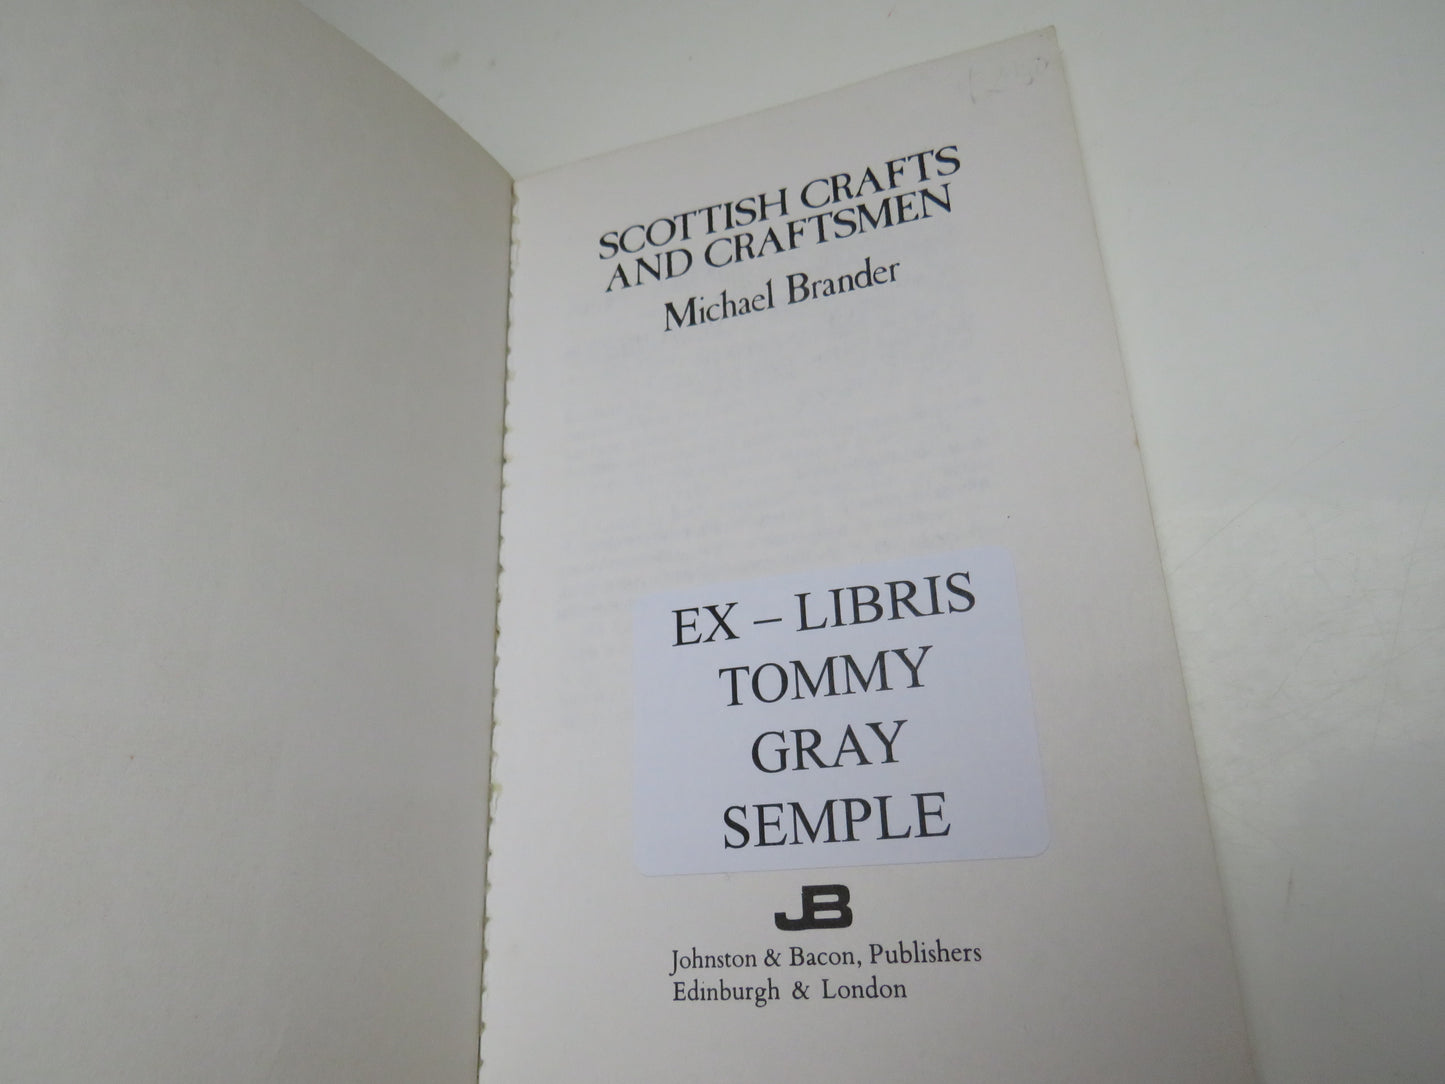 SCOTTISH CRAFTS
AND CRAFTSMEN
Michael Brander
EX – LIBRIS
TOMMY
GRAY
SEMPLE
JB
Johnston & Bacon, Publishers
Edinburgh & London